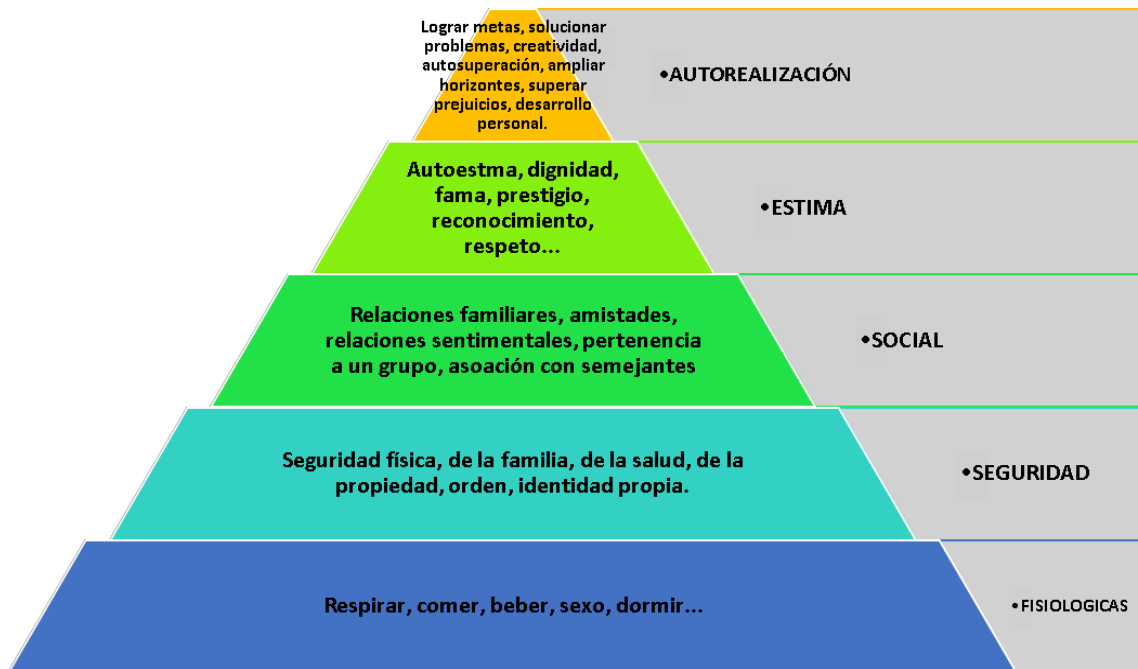 Lograr metas, solucionar
problemas, creatividad,
autosuperación, ampliar
horizontes, superar
prejuicios, desarrollo
personal.
•AUTOREALIZACIÓN
Autoestma, dignidad,
fama, prestigio,
reconocimiento,
respeto...
•ESTIMA
Relaciones familiares, amistades,
relaciones sentimentales, pertenencia
a un grupo, asoación con semejantes
•SOCIAL
Seguridad física, de la familia, de la salud, de la
propiedad, orden, identidad propia.
•SEGURIDAD
Respirar, comer, beber, sexo, dormir...
•FISIOLOGICAS